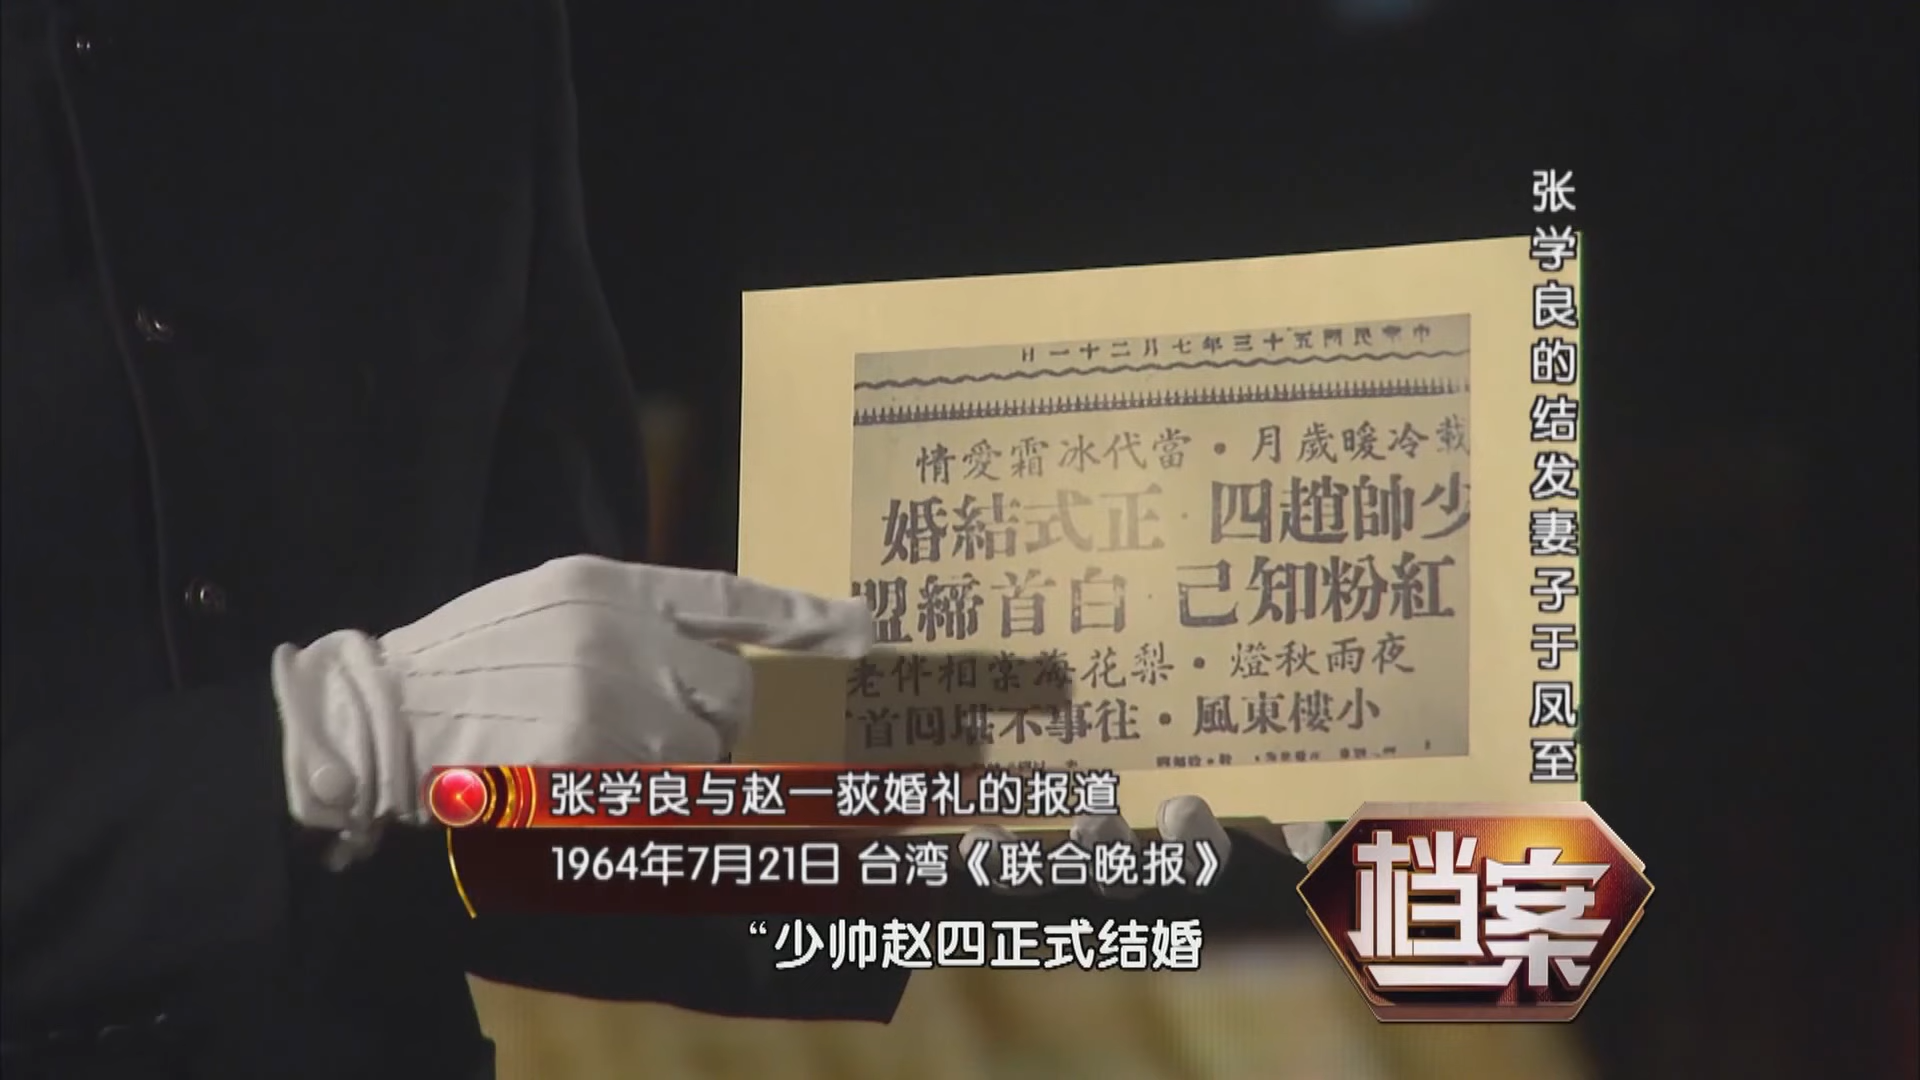 张学良的结发妻子于凤至
中華民國五十三年七月二十一日
載冷暖歲月・當代冰霜愛情
少帥趙四・正式結婚
紅粉知己・白首締盟
夜雨秋燈・梨花海棠相伴老
小樓東風・往事不堪回首
张学良与赵一荻婚礼的报道
1964年7月21日 台湾《联合晚报》
“少帅赵四正式结婚
档案